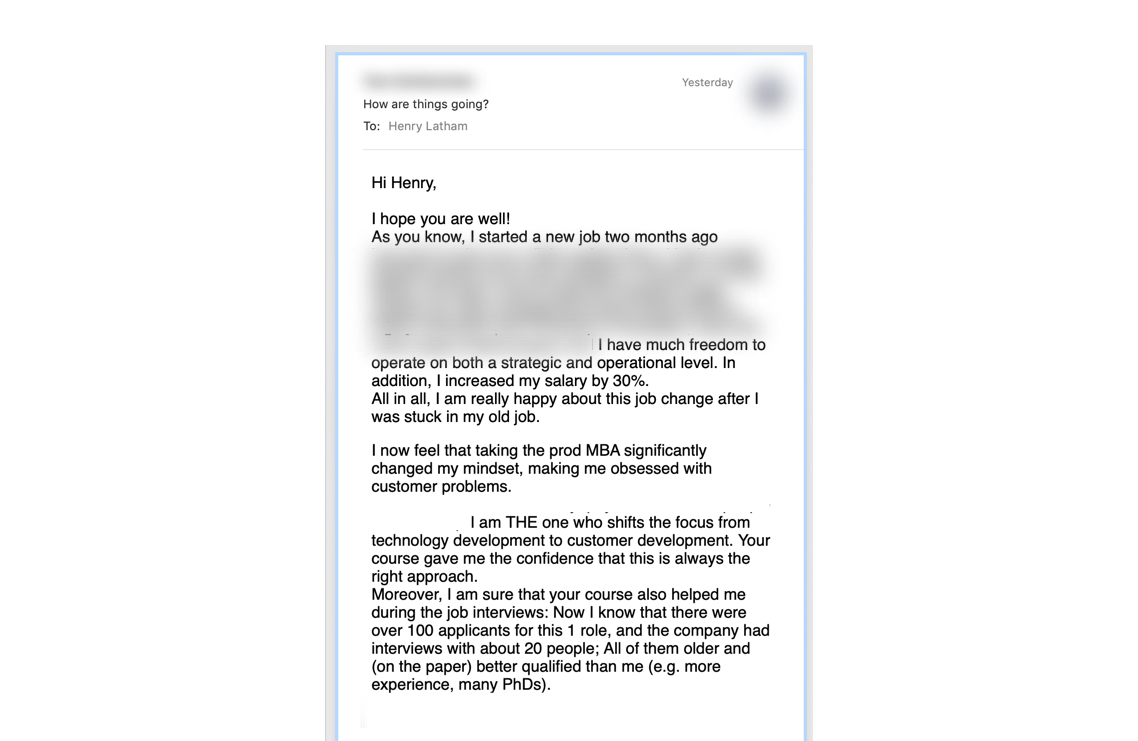 Yesterday
How are things going?
To: Henry Latham
Hi Henry,
I hope you are well!
As you know, I started a new job two months ago
I have much freedom to
operate on both a strategic and operational level. In
addition, I increased my salary by 30%.
All in all, I am really happy about this job change after I
was stuck in my old job.
I now feel that taking the prod MBA significantly
changed my mindset, making me obsessed with
customer problems.
I am THE one who shifts the focus from
technology development to customer development. Your
course gave me the confidence that this is always the
right approach.
Moreover, I am sure that your course also helped me
during the job interviews: Now I know that there were
over 100 applicants for this 1 role, and the company had
interviews with about 20 people; All of them older and
(on the paper) better qualified than me (e.g. more
experience, many PhDs).